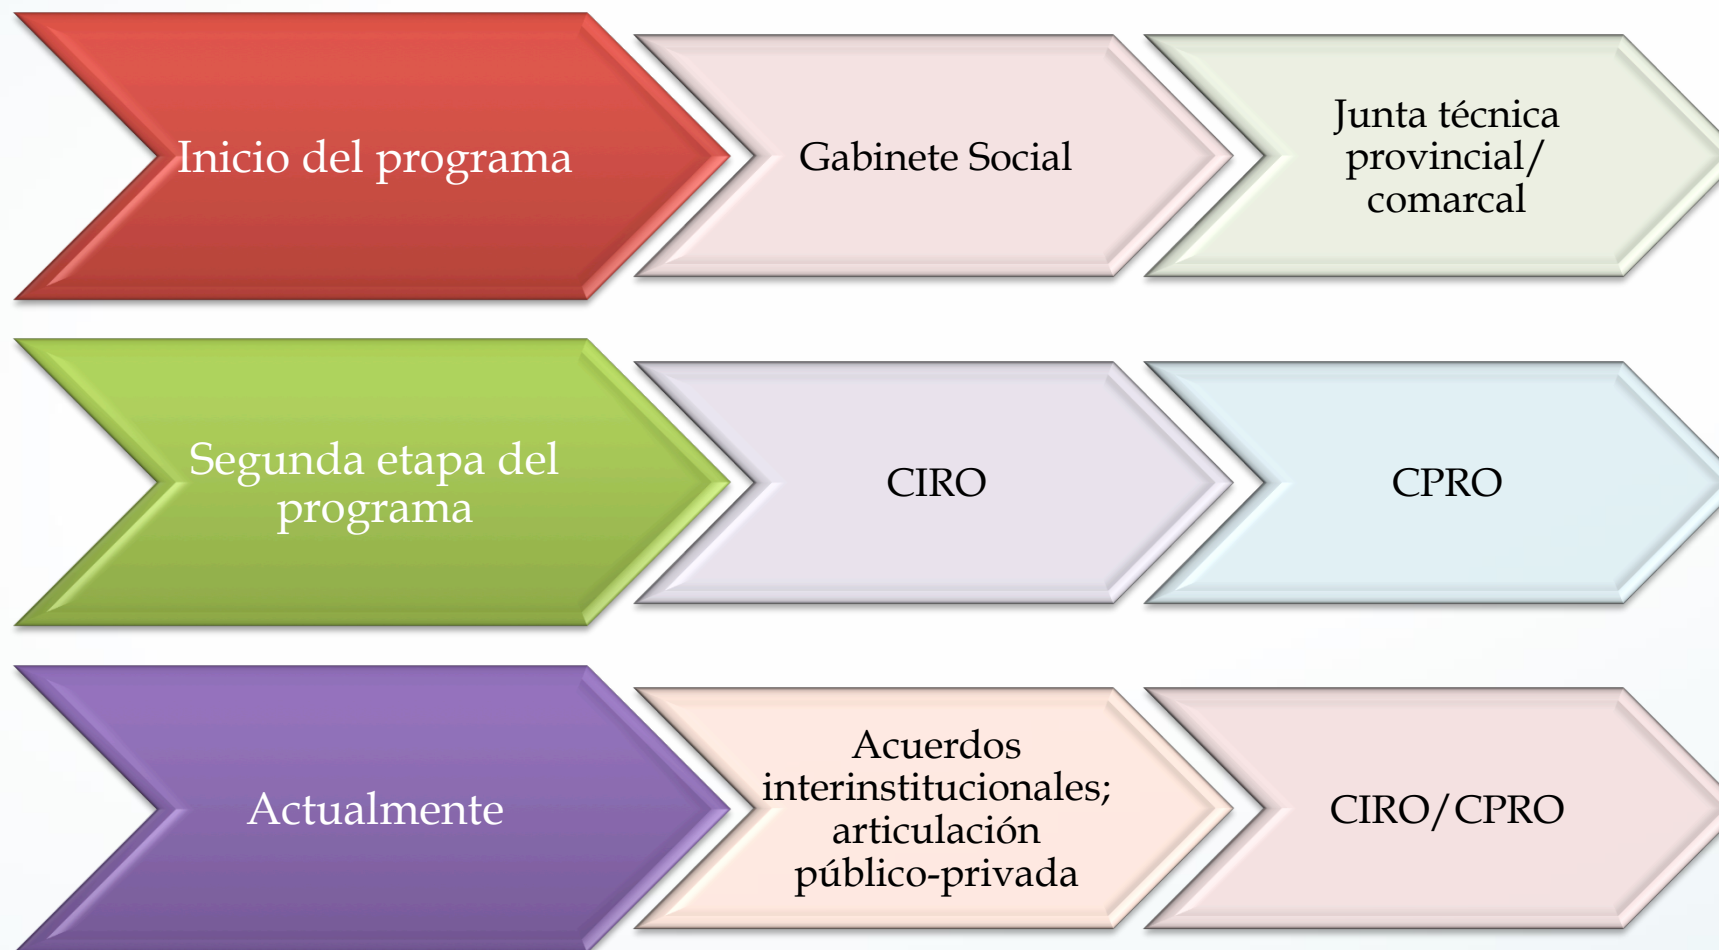 Inicio del programa
Gabinete Social
Junta técnica
provincial/
comarcal
Segunda etapa del
programa
CIRO
CPRO
Actualmente
Acuerdos
interinstitucionales;
articulación
público-privada
CIRO/CPRO